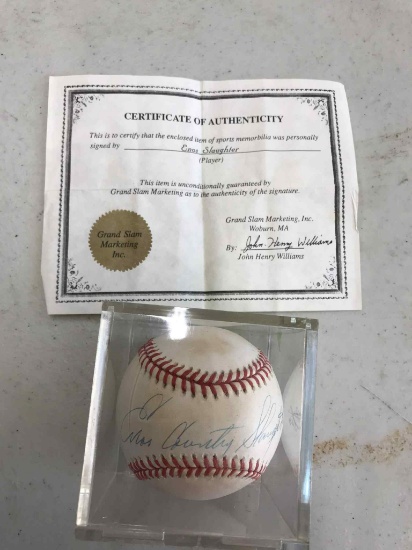 CERTIFICATE OF AUTHENTICITY
This is to certify that the enclosed item of sports memorbilia was personally
signed by Enos Slaughter
(Player)
This item is unconditionally guaranteed by
Grand Slam Marketing as to the authenticity of the signature.
Grand Slam
Marketing
Inc.
Grand Slam Marketing, Inc.
Woburn, MA
By: John Henry Williams
John Henry Williams
Country